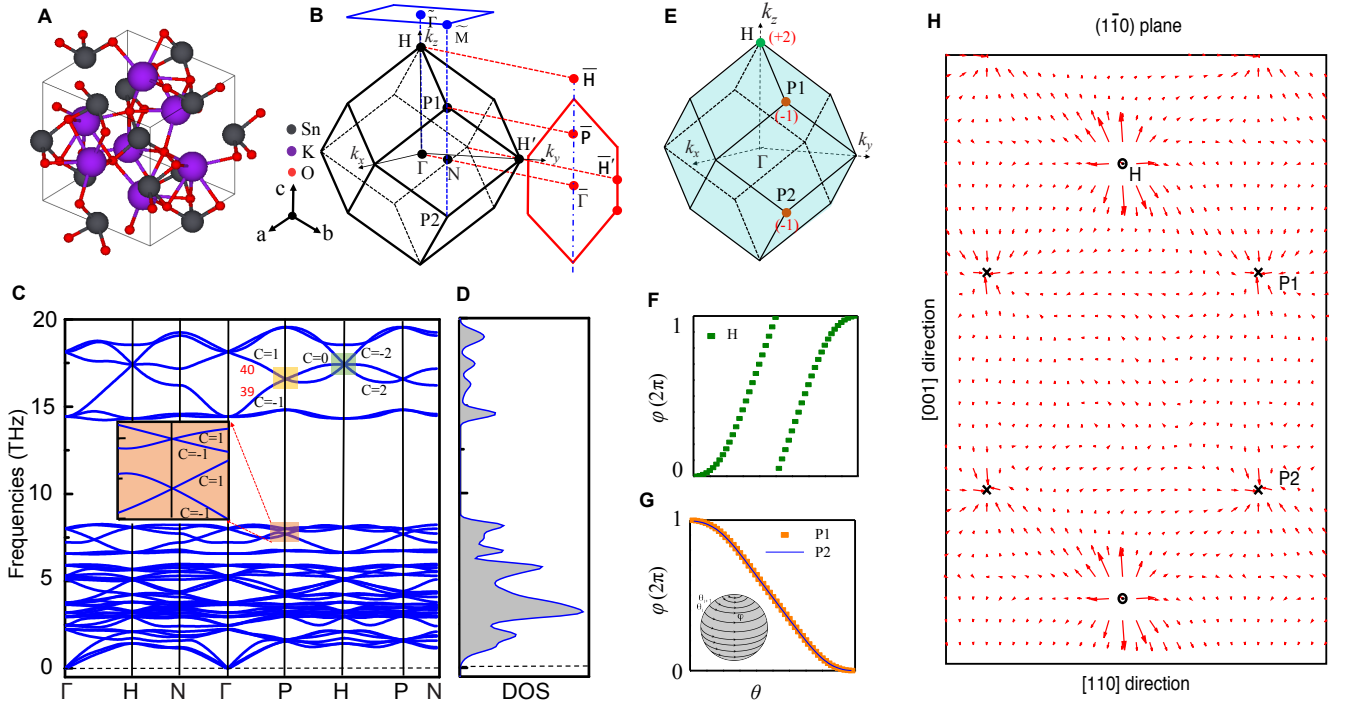 A
Sn
K
O
c
a
b
B
Γ̃
M̃
k_z
H
P1
H′
k_x
k_y
Γ
N
P2
H̅
P̅
H̅′
Γ̅
E
k_z
H
(+2)
P1
(-1)
k_x
k_y
Γ
P2
(-1)
C
Frequencies (THz)
20
15
10
5
0
C=1
C=0
C=-2
40
39
C=-1
C=2
C=1
C=-1
C=1
C=-1
Γ
H
N
Γ
P
H
P
N
D
DOS
F
1
H
φ (2π)
0
G
1
P1
P2
φ (2π)
φ
0
θ
H
(11̅0) plane
H
P1
P2
[001] direction
[110] direction